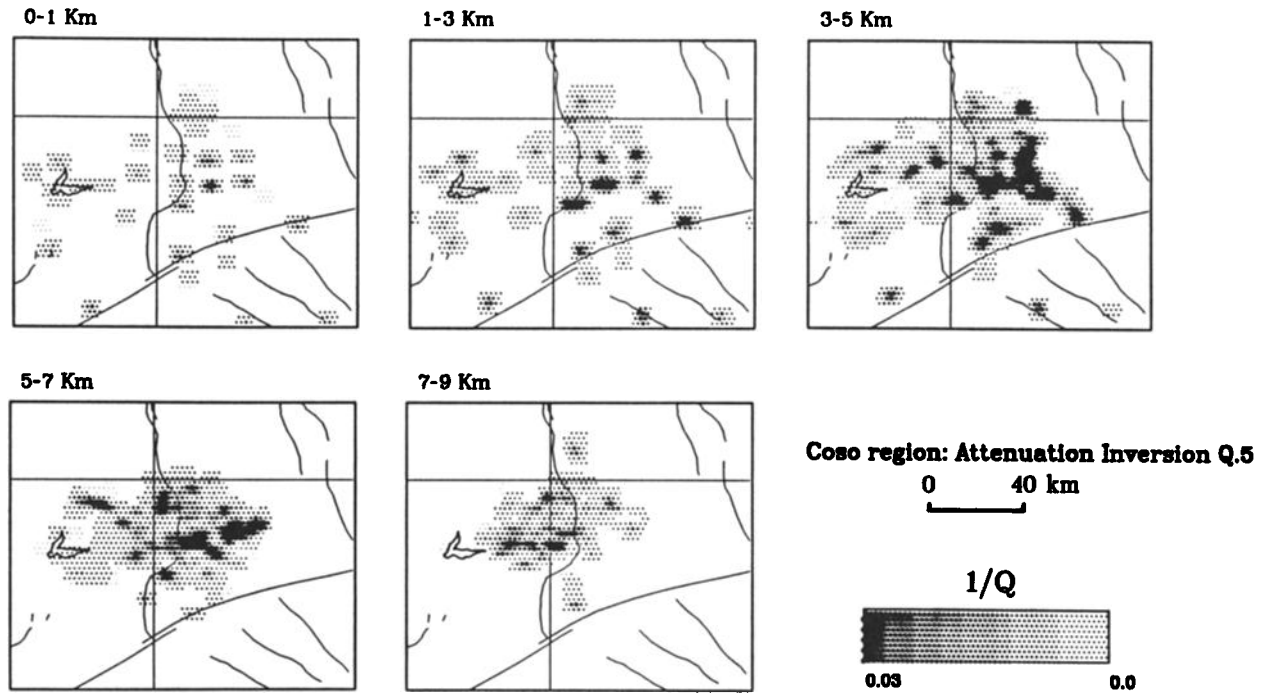 0-1 Km
1-3 Km
3-5 Km
5-7 Km
7-9 Km
Coso region: Attenuation Inversion Q.5
0 40 km
1/Q
0.03 0.0